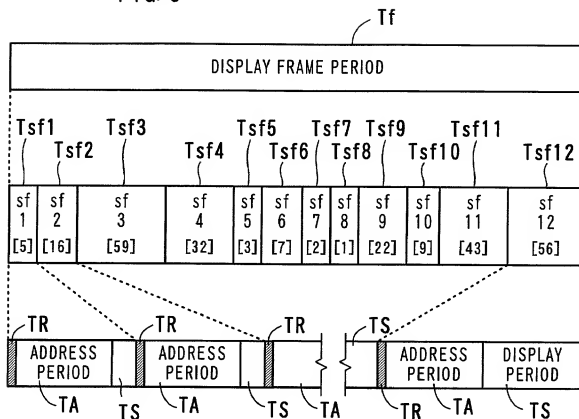 Tf
DISPLAY FRAME PERIOD
Tsf1 Tsf3 Tsf5 Tsf7 Tsf9 Tsf11
Tsf2 Tsf4 Tsf6 Tsf8 Tsf10 Tsf12
sf sf sf sf sf sf sf sf sf sf sf sf
1 2 3 4 5 6 7 8 9 10 11 12
[5] [16] [59] [32] [3] [7] [2] [1] [22] [9] [43] [56]
TR TR TR TS
ADDRESS PERIOD ADDRESS PERIOD ADDRESS PERIOD DISPLAY PERIOD
TA TS TA TS TA TR TA TS